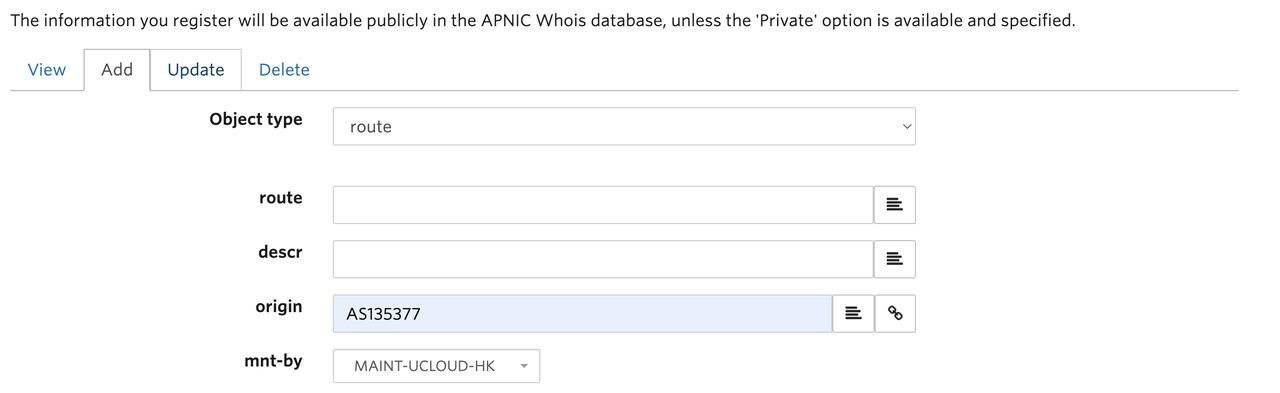 The information you register will be available publicly in the APNIC Whois database, unless the 'Private' option is available and specified.
View Add Update Delete
Object type route
route
descr
origin AS135377
mnt-by MAINT-UCLOUD-HK